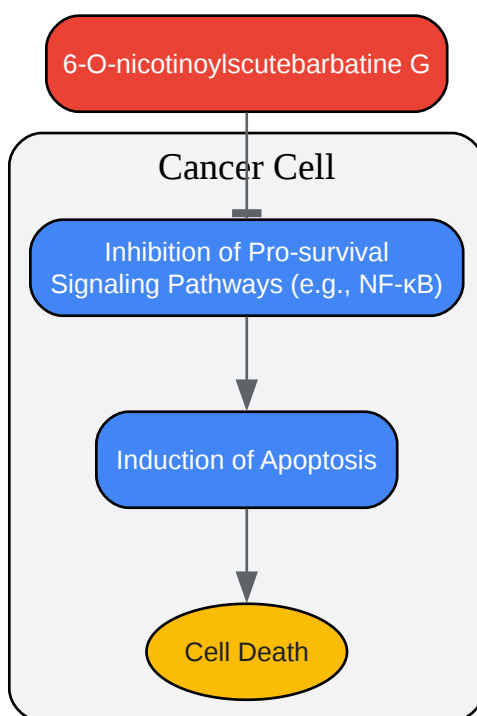 6-O-nicotinoylscutebarbatine G
Cancer Cell
Inhibition of Pro-survival
Signaling Pathways (e.g., NF-κB)
Induction of Apoptosis
Cell Death